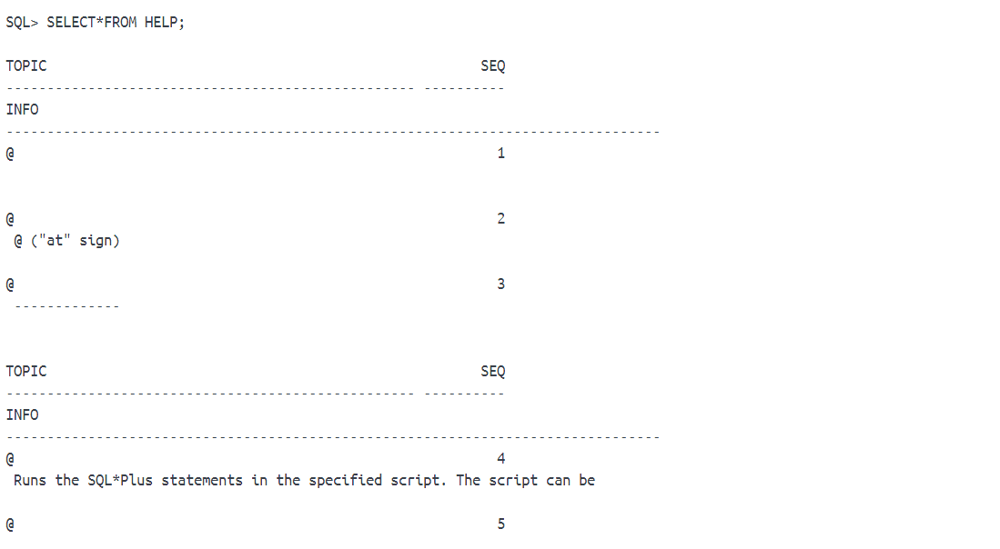 SQL> SELECT*FROM HELP;
TOPIC                                                     SEQ
-------------------------------------------------- ----------
INFO
--------------------------------------------------------------------------------
@                                                           1
@                                                           2
 @ ("at" sign)
@                                                           3
 -------------
TOPIC                                                     SEQ
-------------------------------------------------- ----------
INFO
--------------------------------------------------------------------------------
@                                                           4
 Runs the SQL*Plus statements in the specified script. The script can be
@                                                           5